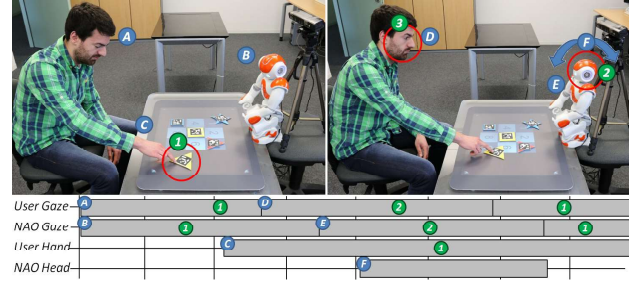 A
B
C
1
3
D
F
2
E
User Gaze A 1 D 2 1
NAO Gaze B 1 E 2 1
User Hand C 1
NAO Head F